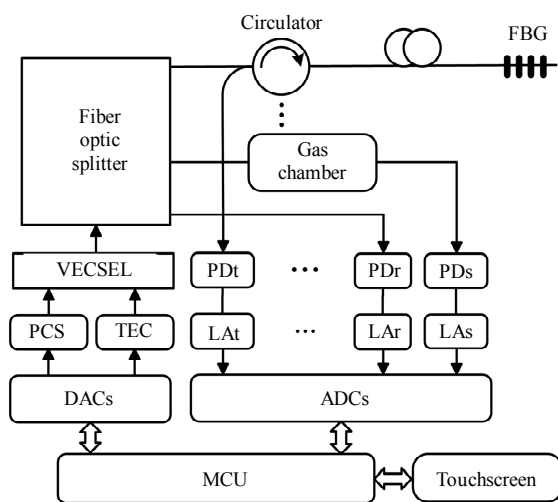 Circulator
FBG
Fiber
optic
splitter
Gas
chamber
VECSEL
PDt
PDr
PDs
PCS
TEC
LAt
LAr
LAs
DACs
ADCs
MCU
Touchscreen